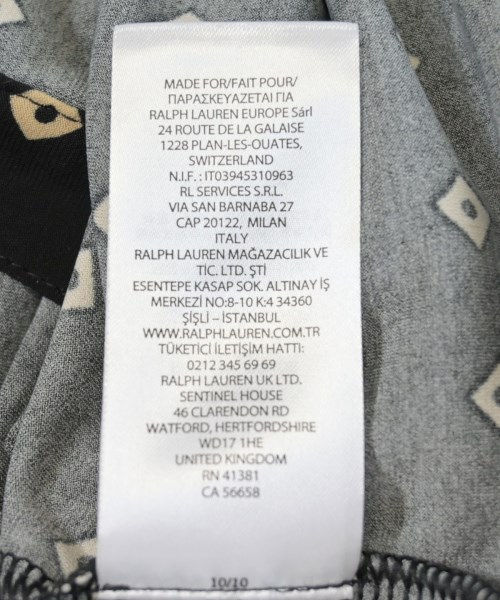 MADE FOR/FAIT POUR/
ΠΑΡΑΣΚΕΥΑΖΕΤΑΙ ΓΙΑ
RALPH LAUREN EUROPE Sárl
24 ROUTE DE LA GALAISE
1228 PLAN-LES-OUATES,
SWITZERLAND
N.I.F. : IT03945310963
RL SERVICES S.R.L.
VIA SAN BARNABA 27
CAP 20122, MILAN
ITALY
RALPH LAUREN MAĞAZACILIK VE
TİC. LTD. ŞTİ
ESENTEPE KASAP SOK. ALTINAY İŞ
MERKEZİ NO:8-10 K:4 34360
ŞİŞLİ – İSTANBUL
WWW.RALPHLAUREN.COM.TR
TÜKETİCİ İLETİŞİM HATTI:
0212 345 69 69
RALPH LAUREN UK LTD.
SENTINEL HOUSE
46 CLARENDON RD
WATFORD, HERTFORDSHIRE
WD17 1HE
UNITED KINGDOM
RN 41381
CA 56658
10/10